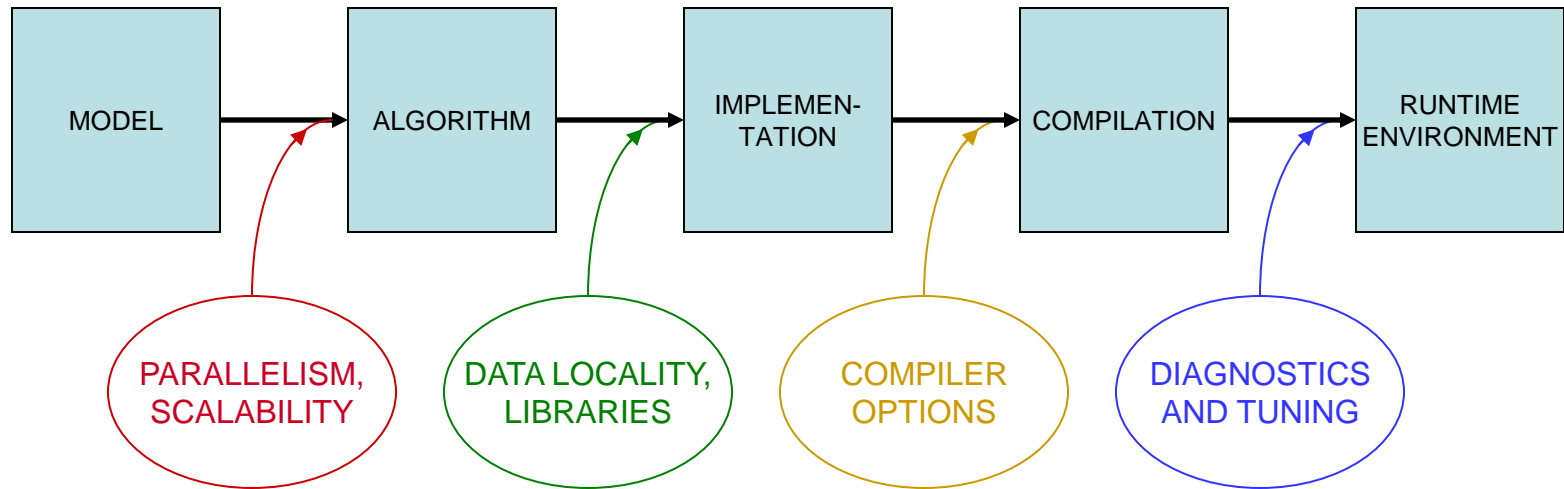 MODEL
ALGORITHM
IMPLEMEN-
TATION
COMPILATION
RUNTIME
ENVIRONMENT
PARALLELISM,
SCALABILITY
DATA LOCALITY,
LIBRARIES
COMPILER
OPTIONS
DIAGNOSTICS
AND TUNING